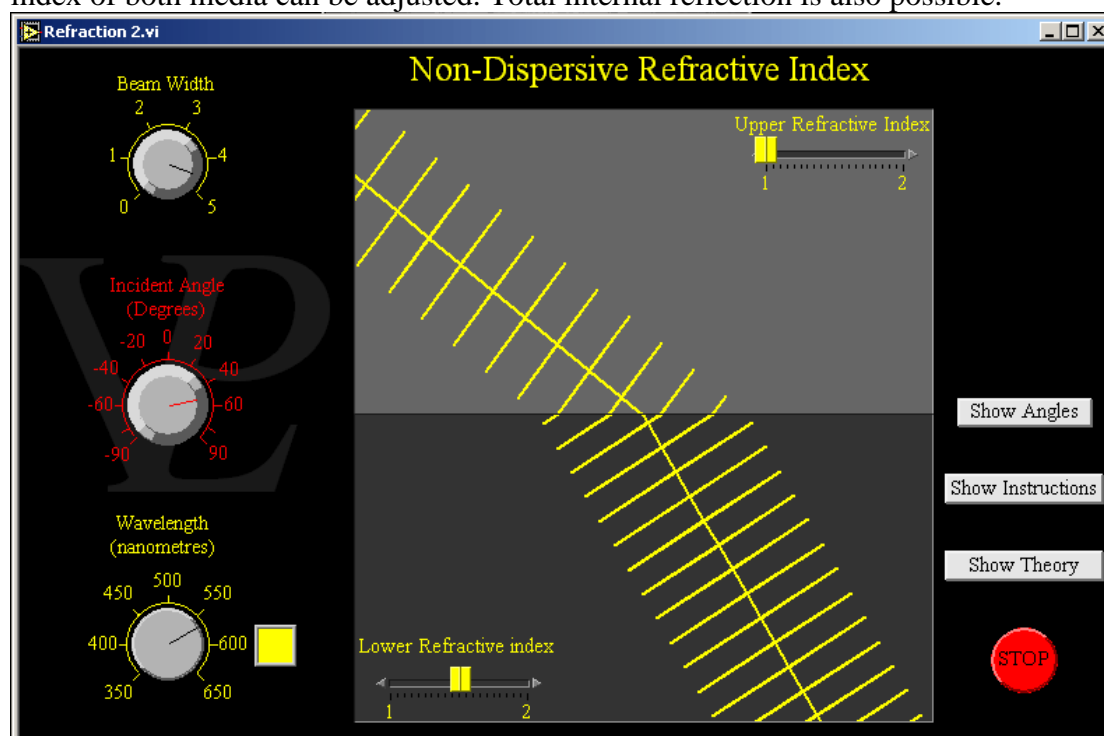 index of both media can be adjusted. Total internal reflection is also possible.
Refraction 2.vi
Non-Dispersive Refractive Index
Beam Width
0 1 2 3 4 5
Upper Refractive Index
1 2
Incident Angle
(Degrees)
-90 -60 -40 -20 0 20 40 -60 90
Show Angles
Show Instructions
Wavelength
(nanometres)
350 400 450 500 550 600 650
Show Theory
Lower Refractive index
1 2
STOP